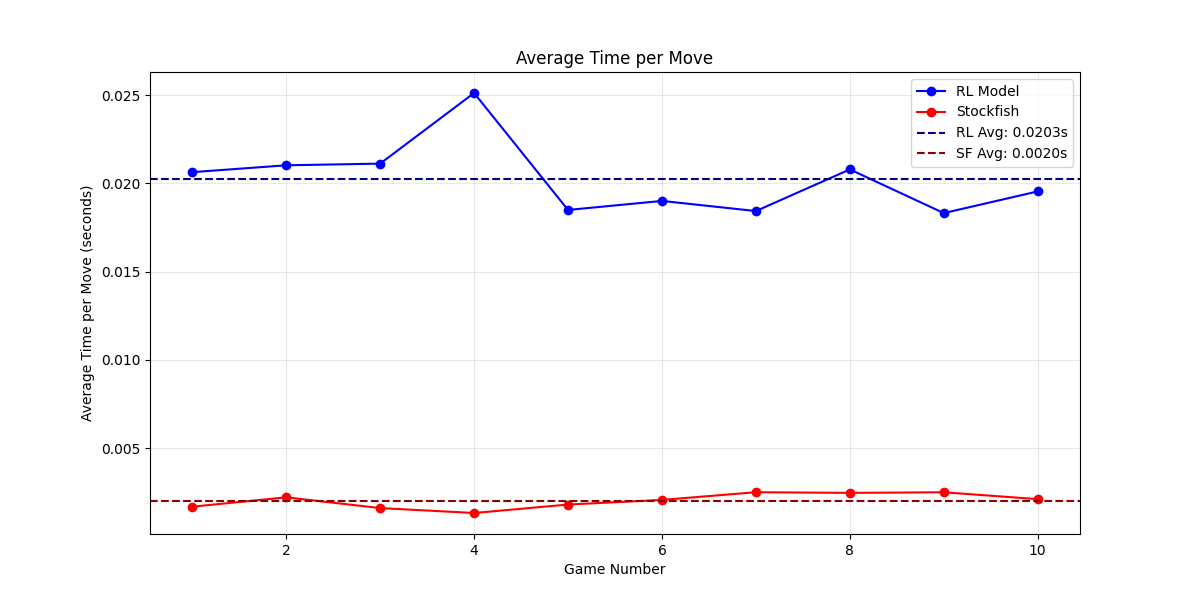 Average Time per Move
RL Model
Stockfish
RL Avg: 0.0203s
SF Avg: 0.0020s
Average Time per Move (seconds)
0.025
0.020
0.015
0.010
0.005
2 4 6 8 10
Game Number